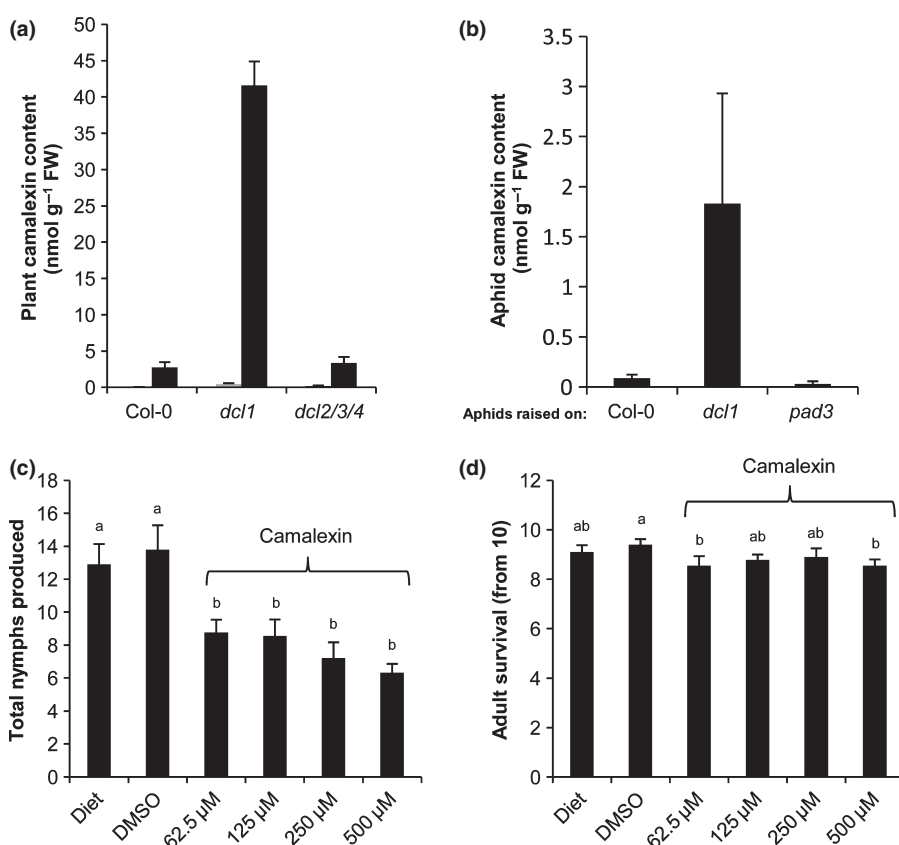 (a)
Plant camalexin content
(nmol g⁻¹ FW)
50
45
40
35
30
25
20
15
10
5
0
Col-0 dcl1 dcl2/3/4
(b)
Aphid camalexin content
(nmol g⁻¹ FW)
3.5
3
2.5
2
1.5
1
0.5
0
Aphids raised on: Col-0 dcl1 pad3
(c)
Total nymphs produced
18
16
14
12
10
8
6
4
2
0
Camalexin
a a b b b b
Diet DMSO 62.5 µM 125 µM 250 µM 500 µM
(d)
Adult survival (from 10)
12
10
8
6
4
2
0
Camalexin
ab a b ab ab b
Diet DMSO 62.5 µM 125 µM 250 µM 500 µM